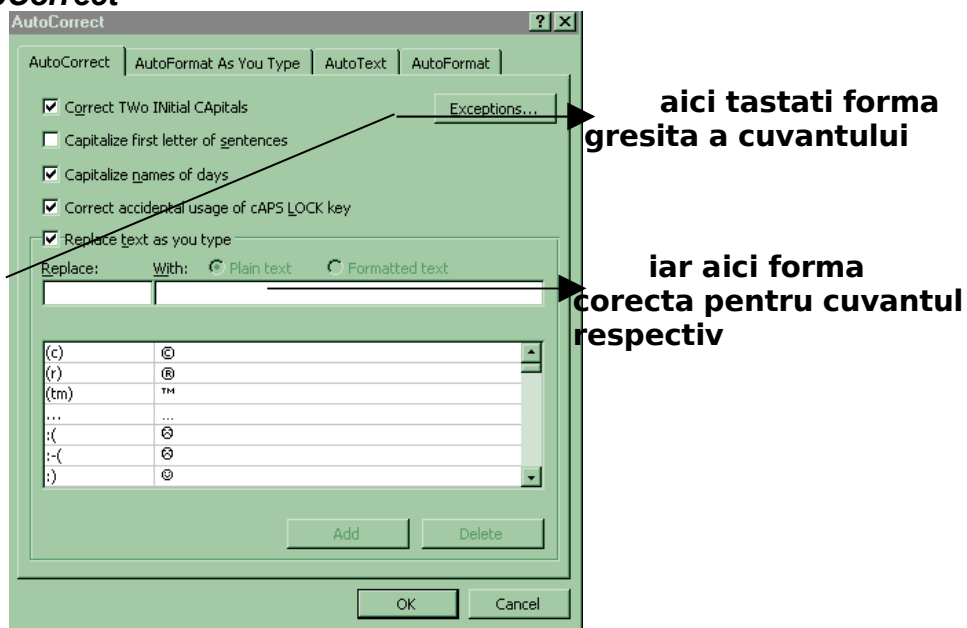 AutoCorrect
AutoCorrect AutoFormat As You Type AutoText AutoFormat
Correct TWo INitial CApitals Exceptions...
Capitalize first letter of sentences
Capitalize names of days
Correct accidental usage of cAPS LOCK key
Replace text as you type
Replace: With: Plain text Formatted text
(c) ©
(r) ®
(tm) ™
... ...
:( ☹
:-( ☹
:) ☺
Add Delete
OK Cancel
aici tastati forma
gresita a cuvantului
iar aici forma
corecta pentru cuvantul
respectiv